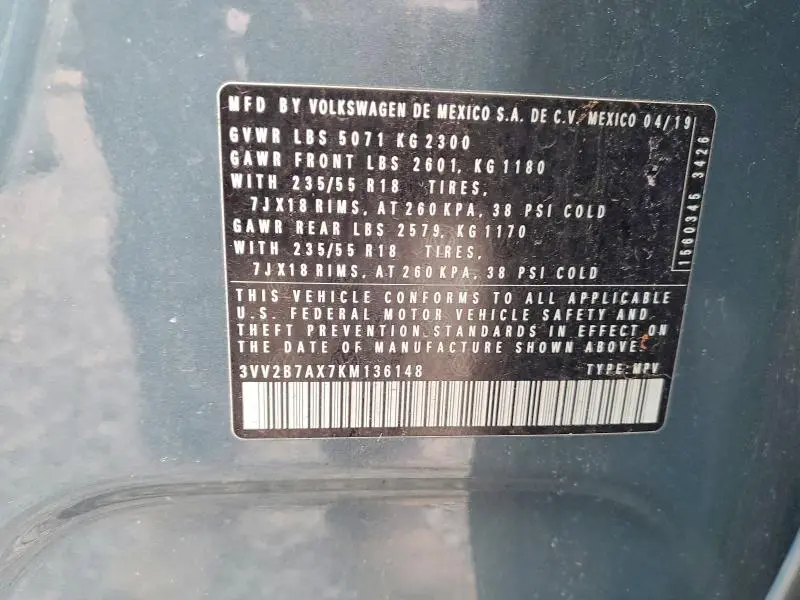 MFD BY VOLKSWAGEN DE MEXICO S.A. DE C.V. MEXICO 04/19
GVWR LBS 5071 KG 2300
GAWR FRONT LBS 2601, KG 1180
WITH 235/55 R18 TIRES,
7JX18 RIMS, AT 260 KPA, 38 PSI COLD
GAWR REAR LBS 2579, KG 1170
WITH 235/55 R18 TIRES,
7JX18 RIMS, AT 260 KPA, 38 PSI COLD
1560345 3426
THIS VEHICLE CONFORMS TO ALL APPLICABLE
U.S. FEDERAL MOTOR VEHICLE SAFETY AND
THEFT PREVENTION STANDARDS IN EFFECT ON
THE DATE OF MANUFACTURE SHOWN ABOVE.
3VV2B7AX7KM136148 TYPE: MPV